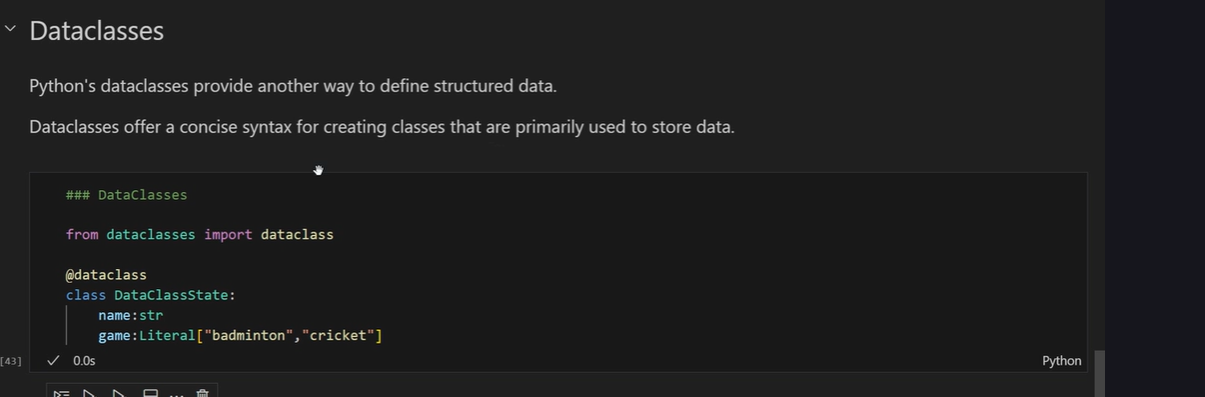 Dataclasses
Python's dataclasses provide another way to define structured data.
Dataclasses offer a concise syntax for creating classes that are primarily used to store data.
### DataClasses
from dataclasses import dataclass
@dataclass
class DataClassState:
    name:str
    game:Literal["badminton","cricket"]
[43] 0.0s Python